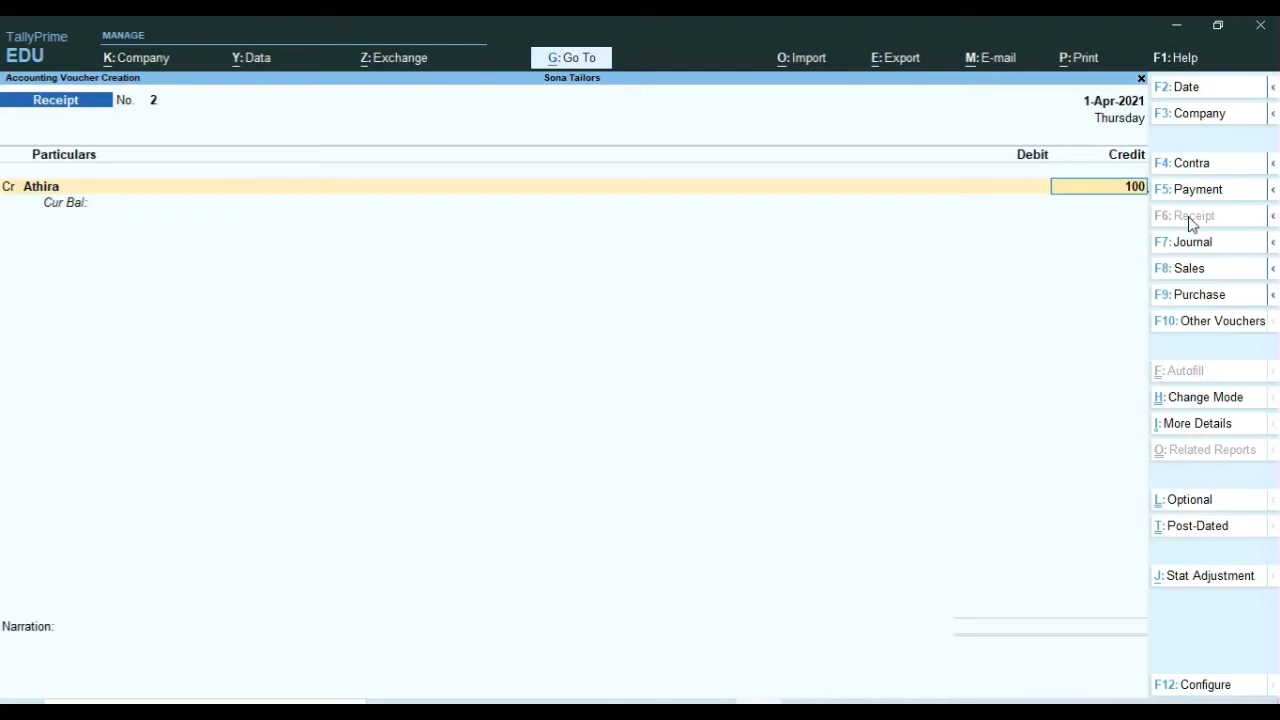 TallyPrime
EDU
MANAGE
K: Company
Y: Data
Z: Exchange
G: Go To
O: Import
E: Export
M: E-mail
P: Print
F1: Help
Accounting Voucher Creation
Sona Tailors
Receipt No. 2
1-Apr-2021
Thursday
Particulars Debit Credit
Cr Athira 100
Cur Bal:
Narration:
F2: Date
F3: Company
F4: Contra
F5: Payment
F6: Receipt
F7: Journal
F8: Sales
F9: Purchase
F10: Other Vouchers
F: Autofill
H: Change Mode
I: More Details
O: Related Reports
L: Optional
T: Post-Dated
J: Stat Adjustment
F12: Configure